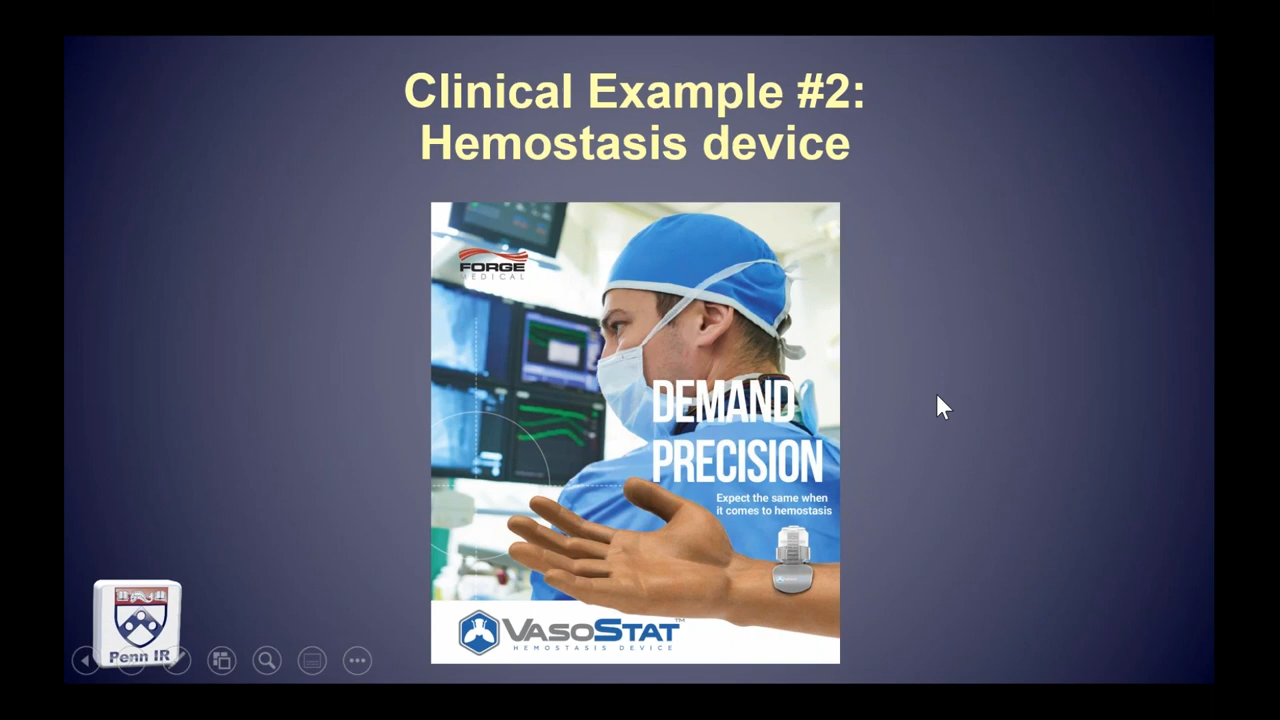 Clinical Example #2:
Hemostasis device
FORGE
MEDICAL
DEMAND
PRECISION
Expect the same when
it comes to hemostasis
VASOSTAT™
HEMOSTASIS DEVICE
Penn IR